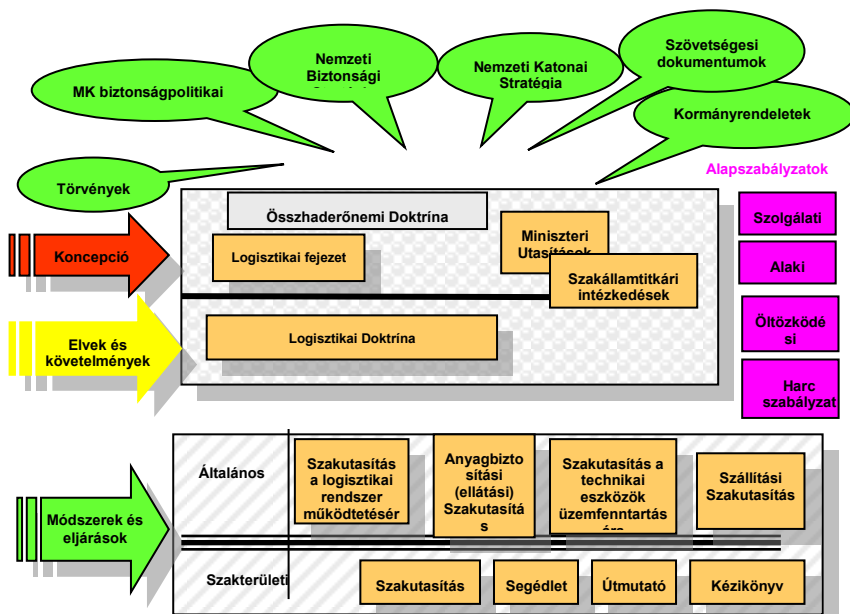 Nemzeti
Biztonsági
Nemzeti Katonai
Stratégia
Szövetségesi
dokumentumok
MK biztonságpolitikai
Kormányrendeletek
Törvények
Alapszabályzatok
Összhaderőnemi Doktrína
Miniszteri
Utasítások
Szolgálati
Koncepció
Logisztikai fejezet
Szakállamtitkári
intézkedések
Alaki
Elvek és
követelmények
Logisztikai Doktrína
Öltözködé
si
Harc
szabályzat
Általános
Szakutasítás
a logisztikai
rendszer
működtetésér
Anyagbizto
sítási
(ellátási)
Szakutasítá
s
Szakutasítás a
technikai
eszközök
üzemfenntartás
ára
Szállítási
Szakutasítás
Módszerek és
eljárások
Szakterületi
Szakutasítás
Segédlet
Útmutató
Kézikönyv